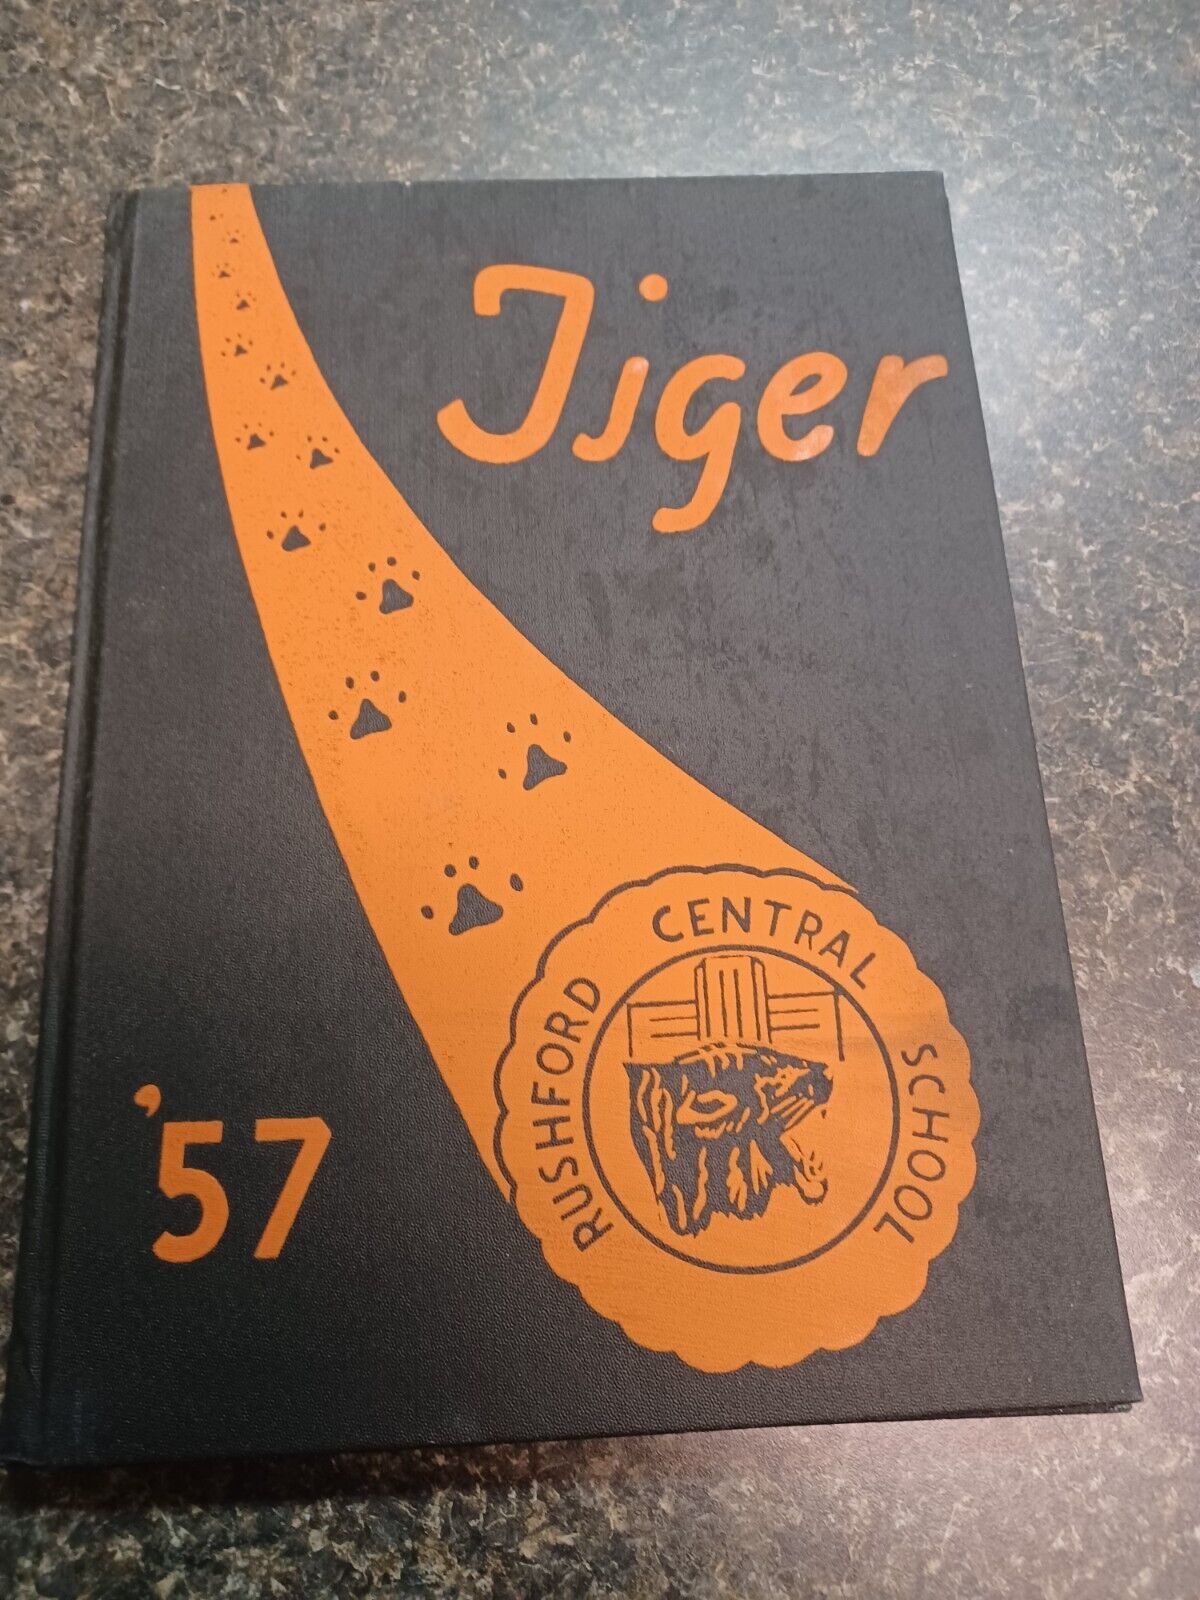 Tiger
RUSHFORD CENTRAL SCHOOL
'57